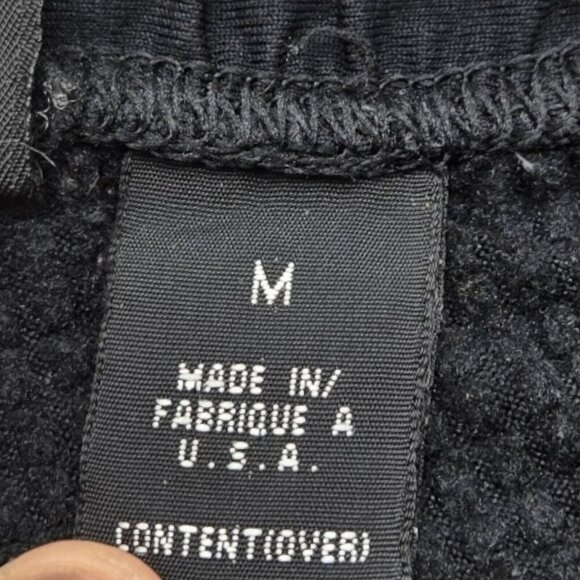 M
MADE IN/
FABRIQUE A
U.S.A.
CONTENT(OVER)